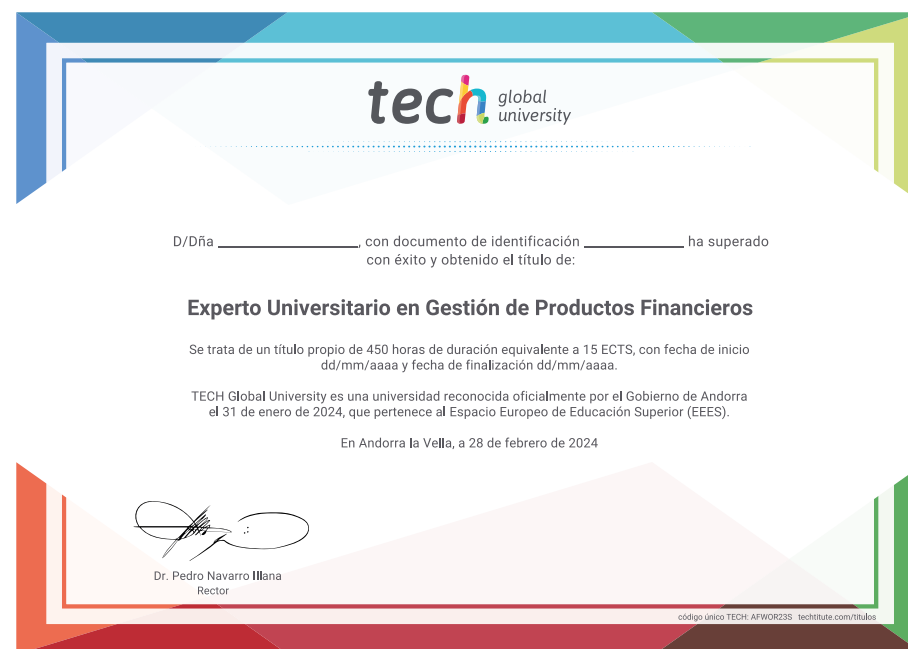 tech global university
D/Dña ____________________, con documento de identificación ______________ ha superado
con éxito y obtenido el título de:
Experto Universitario en Gestión de Productos Financieros
Se trata de un título propio de 450 horas de duración equivalente a 15 ECTS, con fecha de inicio
dd/mm/aaaa y fecha de finalización dd/mm/aaaa.
TECH Global University es una universidad reconocida oficialmente por el Gobierno de Andorra
el 31 de enero de 2024, que pertenece al Espacio Europeo de Educación Superior (EEES).
En Andorra la Vella, a 28 de febrero de 2024
Dr. Pedro Navarro Illana
Rector
código único TECH: AFWOR23S techtitute.com/titulos